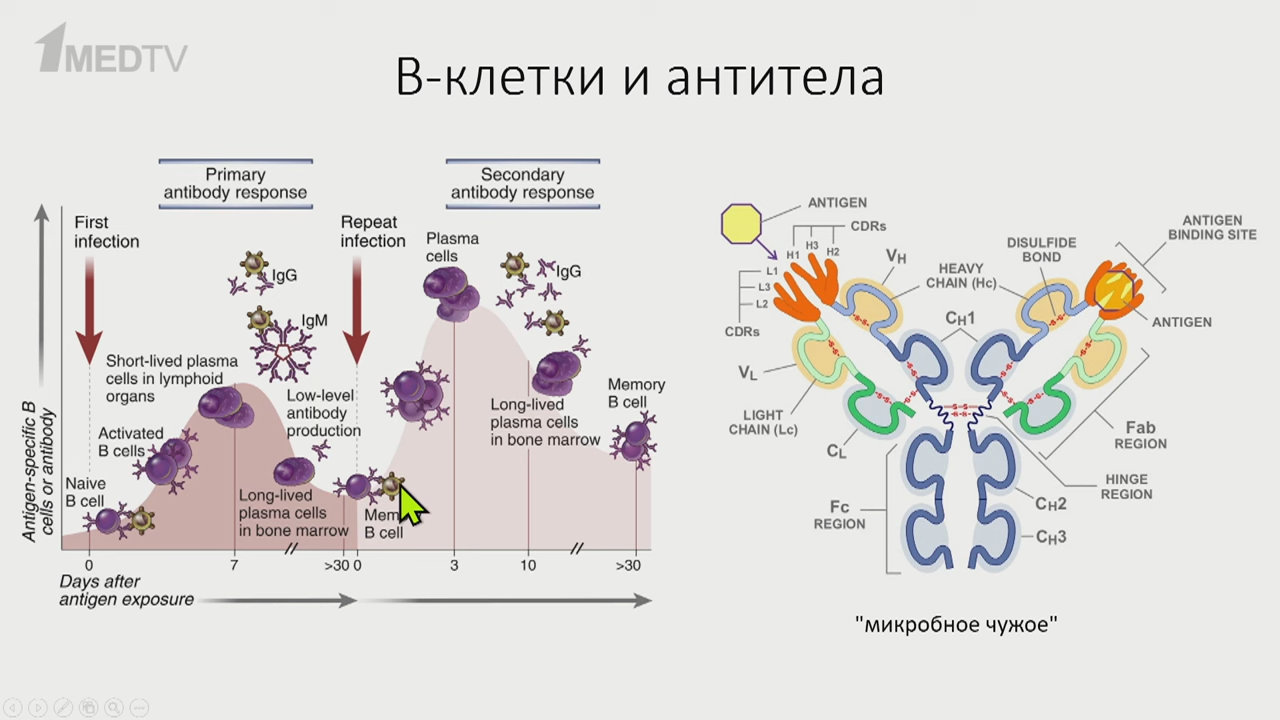 1MEDTV
В-клетки и антитела
Primary
antibody response
Secondary
antibody response
First
infection
Repeat
infection
Plasma
cells
IgG
IgG
IgM
Short-lived plasma
cells in lymphoid
organs
Low-level
antibody
production
Activated
B cells
Long-lived
plasma cells
in bone marrow
Memory
B cell
Naive
B cell
Long-lived
plasma cells
in bone marrow
Mem
B cell
Antigen-specific B
cells or antibody
0
7
>30
0
3
10
>30
Days after
antigen exposure
ANTIGEN
CDRs
H1
H3
H2
L1
L3
L2
CDRs
VH
VL
LIGHT
CHAIN (Lc)
CL
HEAVY
CHAIN (Hc)
CH1
DISULFIDE
BOND
ANTIGEN
BINDING SITE
ANTIGEN
Fab
REGION
HINGE
REGION
Fc
REGION
CH2
CH3
-S-S-
-S-S-
-S-S-
-S-S-
-S-S-
-S-S-
-S-S-
-S-S-
"микробное чужое"